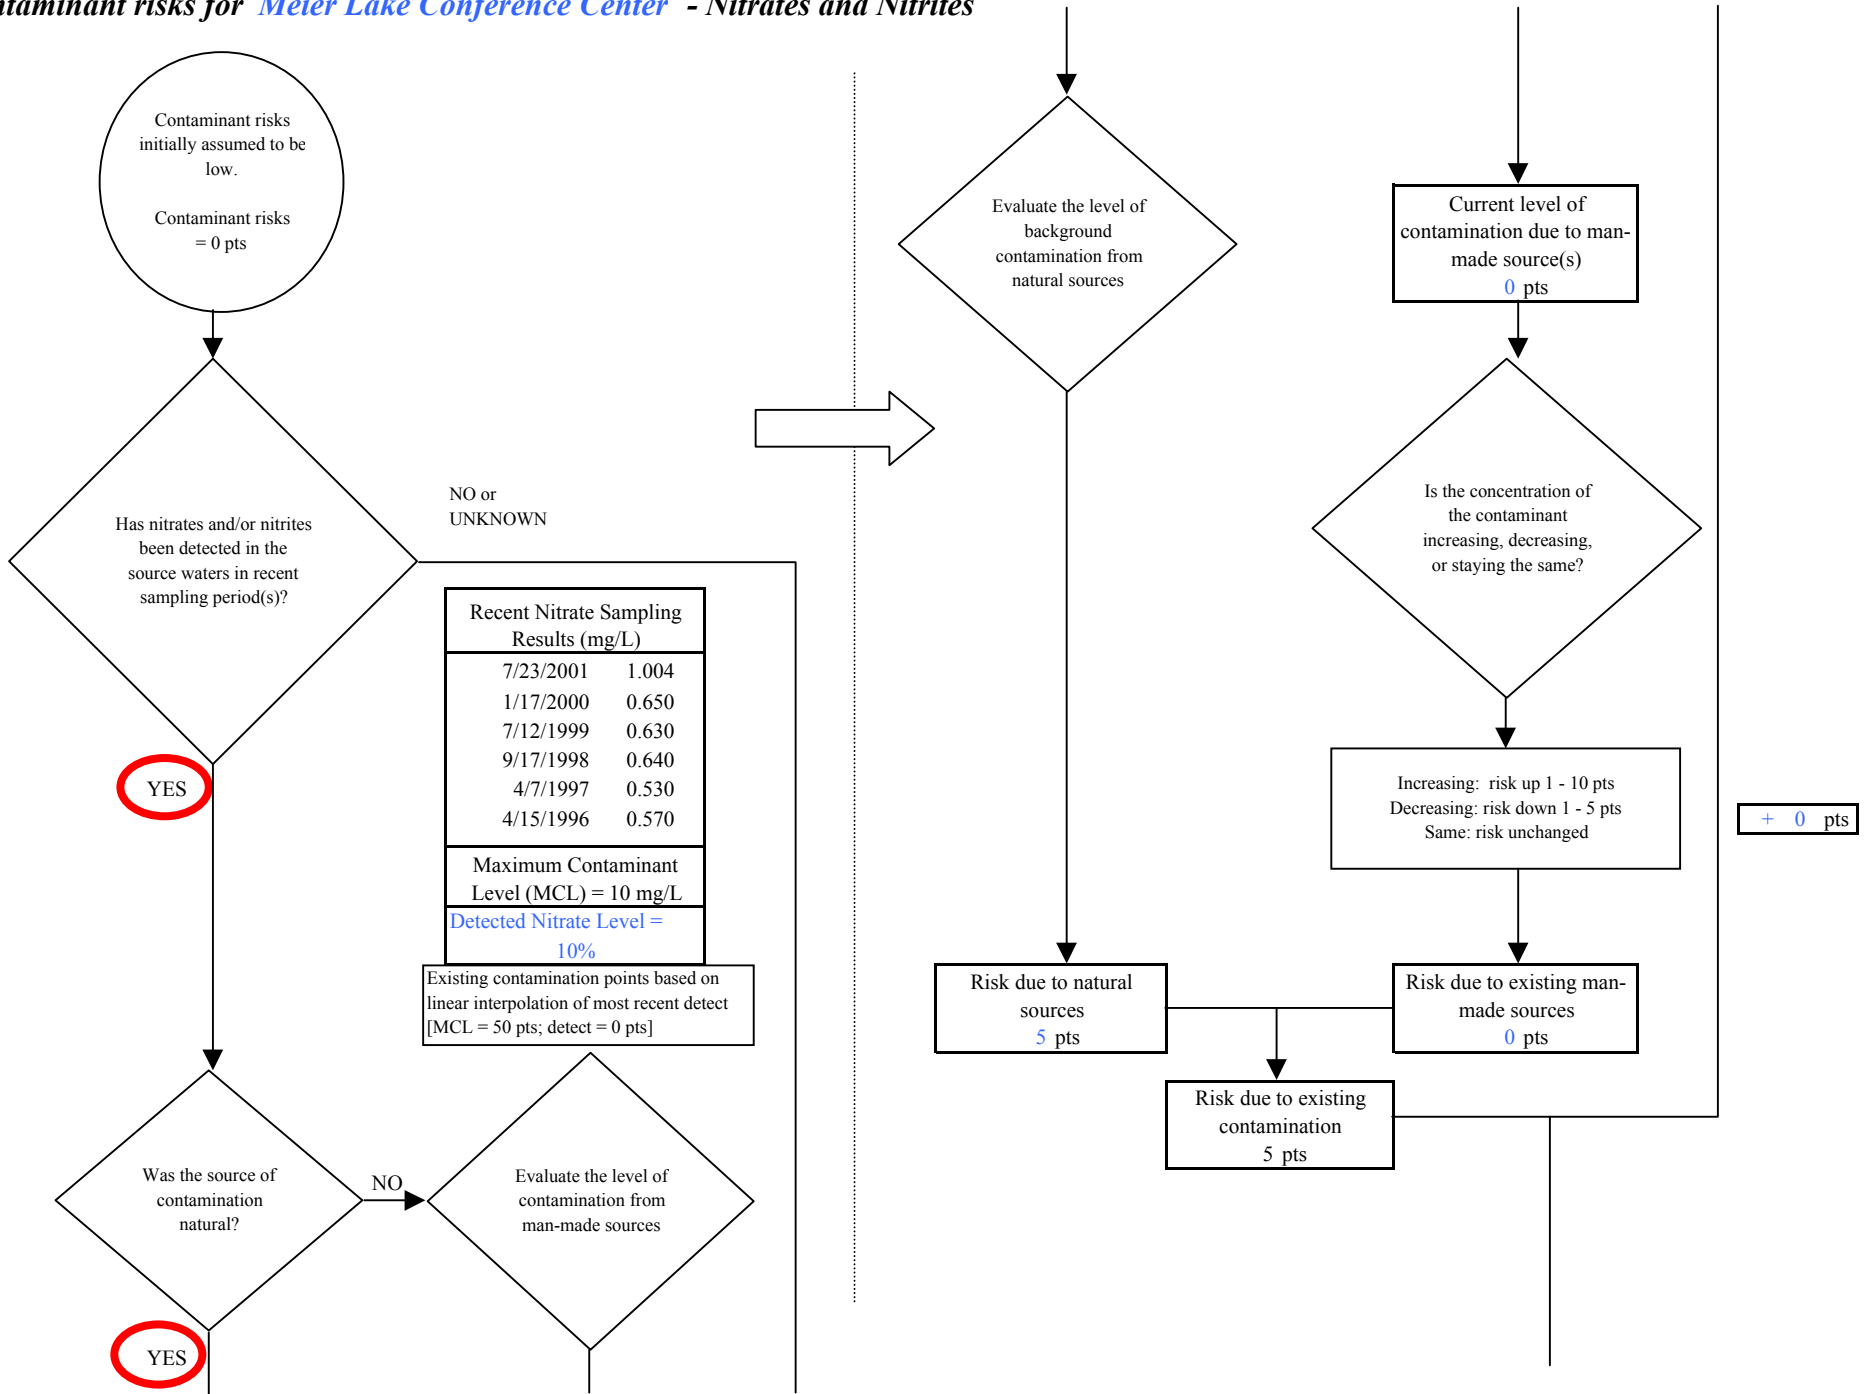 ntaminant risks for Meier Lake Conference Center - Nitrates and Nitrites
Contaminant risks
initially assumed to be
low.
Contaminant risks
= 0 pts
Has nitrates and/or nitrites
been detected in the
source waters in recent
sampling period(s)?
NO or
UNKNOWN
YES
Recent Nitrate Sampling
Results (mg/L)
7/23/2001 1.004
1/17/2000 0.650
7/12/1999 0.630
9/17/1998 0.640
4/7/1997 0.530
4/15/1996 0.570
Maximum Contaminant
Level (MCL) = 10 mg/L
Detected Nitrate Level =
10%
Existing contamination points based on
linear interpolation of most recent detect
[MCL = 50 pts; detect = 0 pts]
Was the source of
contamination
natural?
NO
Evaluate the level of
contamination from
man-made sources
YES
Evaluate the level of
background
contamination from
natural sources
Current level of
contamination due to man-
made source(s)
0 pts
Is the concentration of
the contaminant
increasing, decreasing,
or staying the same?
Increasing: risk up 1 - 10 pts
Decreasing: risk down 1 - 5 pts
Same: risk unchanged
+ 0 pts
Risk due to natural
sources
5 pts
Risk due to existing man-
made sources
0 pts
Risk due to existing
contamination
5 pts